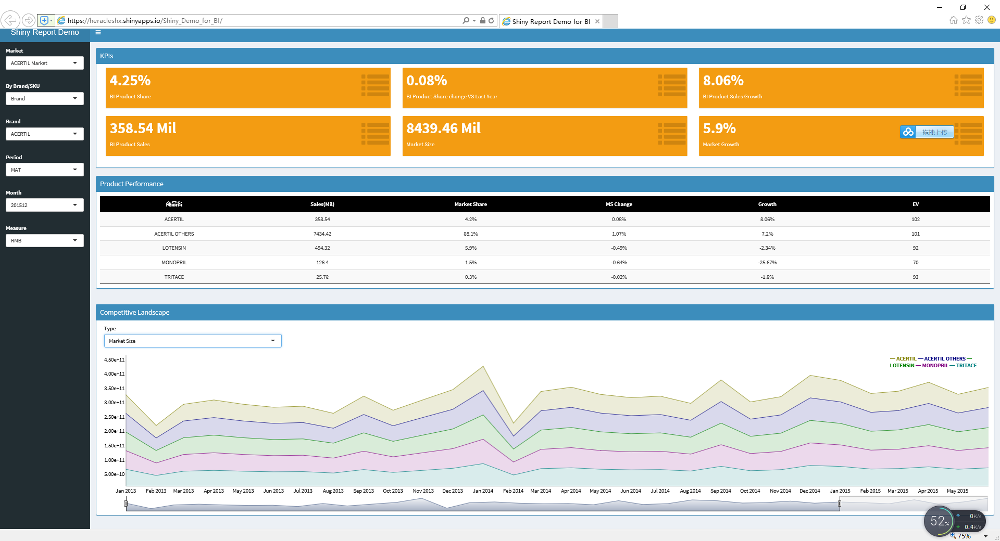 https://heracleshx.shinyapps.io/Shiny_Demo_for_BI/
Shiny Report Demo for BI
Shiny Report Demo
Market
ACERTIL Market
By Brand/SKU
Brand
Brand
ACERTIL
Period
MAT
Month
201512
Measure
RMB
KPIs
4.25%
BI Product Share
0.08%
BI Product Share change VS Last Year
8.06%
BI Product Sales Growth
358.54 Mil
BI Product Sales
8439.46 Mil
Market Size
5.9%
Market Growth
拖拽上传
Product Performance
商品名 Sales(Mil) Market Share MS Change Growth EV
ACERTIL 358.54 4.2% 0.08% 8.06% 102
ACERTIL OTHERS 7434.42 88.1% 1.07% 7.2% 101
LOTENSIN 494.32 5.9% -0.49% -2.34% 92
MONOPRIL 126.4 1.5% -0.64% -25.67% 70
TRITACE 25.78 0.3% -0.02% -1.8% 93
Competitive Landscape
Type
Market Size
ACERTIL ACERTIL OTHERS
LOTENSIN MONOPRIL TRITACE
4.50e+11
4.00e+11
3.50e+11
3.00e+11
2.50e+11
2.00e+11
1.50e+11
1.00e+11
5.00e+10
Jan 2013 Feb 2013 Mar 2013 Apr 2013 May 2013 Jun 2013 Jul 2013 Aug 2013 Sep 2013 Oct 2013 Nov 2013 Dec 2013 Jan 2014 Feb 2014 Mar 2014 Apr 2014 May 2014 Jun 2014 Jul 2014 Aug 2014 Sep 2014 Oct 2014 Nov 2014 Dec 2014 Jan 2015 Feb 2015 Mar 2015 Apr 2015 May 2015
52%
0K/s
0.4K/s
75%